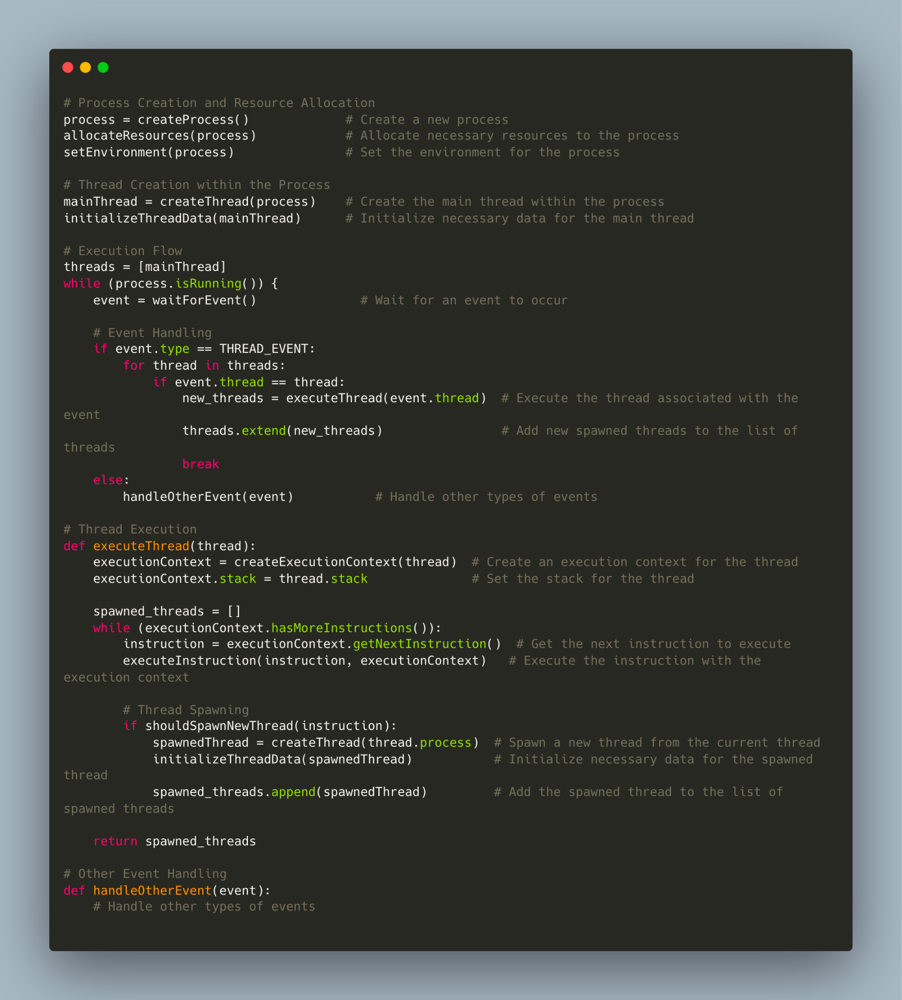 # Process Creation and Resource Allocation
process = createProcess()             # Create a new process
allocateResources(process)            # Allocate necessary resources to the process
setEnvironment(process)               # Set the environment for the process

# Thread Creation within the Process
mainThread = createThread(process)    # Create the main thread within the process
initializeThreadData(mainThread)      # Initialize necessary data for the main thread

# Execution Flow
threads = [mainThread]
while (process.isRunning()) {
    event = waitForEvent()              # Wait for an event to occur

    # Event Handling
    if event.type == THREAD_EVENT:
        for thread in threads:
            if event.thread == thread:
                new_threads = executeThread(event.thread)  # Execute the thread associated with the
event
                threads.extend(new_threads)                # Add new spawned threads to the list of
threads
                break
    else:
        handleOtherEvent(event)           # Handle other types of events

# Thread Execution
def executeThread(thread):
    executionContext = createExecutionContext(thread)  # Create an execution context for the thread
    executionContext.stack = thread.stack              # Set the stack for the thread

    spawned_threads = []
    while (executionContext.hasMoreInstructions()):
        instruction = executionContext.getNextInstruction()  # Get the next instruction to execute
        executeInstruction(instruction, executionContext)   # Execute the instruction with the
execution context

        # Thread Spawning
        if shouldSpawnNewThread(instruction):
            spawnedThread = createThread(thread.process)  # Spawn a new thread from the current thread
            initializeThreadData(spawnedThread)           # Initialize necessary data for the spawned
thread
            spawned_threads.append(spawnedThread)         # Add the spawned thread to the list of
spawned threads

    return spawned_threads

# Other Event Handling
def handleOtherEvent(event):
    # Handle other types of events